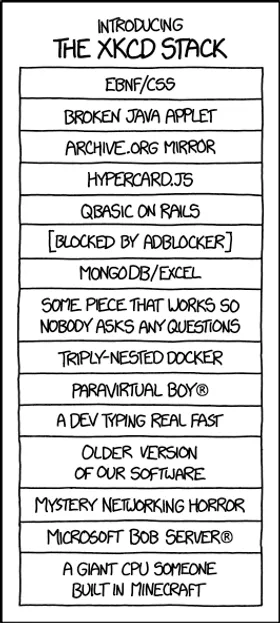 INTRODUCING
THE XKCD STACK
EBNF/CSS
BROKEN JAVA APPLET
ARCHIVE.ORG MIRROR
HYPERCARD.JS
QBASIC ON RAILS
[BLOCKED BY ADBLOCKER]
MONGODB/EXCEL
SOME PIECE THAT WORKS SO
NOBODY ASKS ANY QUESTIONS
TRIPLY-NESTED DOCKER
PARAVIRTUAL BOY®
A DEV TYPING REAL FAST
OLDER VERSION
OF OUR SOFTWARE
MYSTERY NETWORKING HORROR
MICROSOFT BOB SERVER®
A GIANT CPU SOMEONE
BUILT IN MINECRAFT